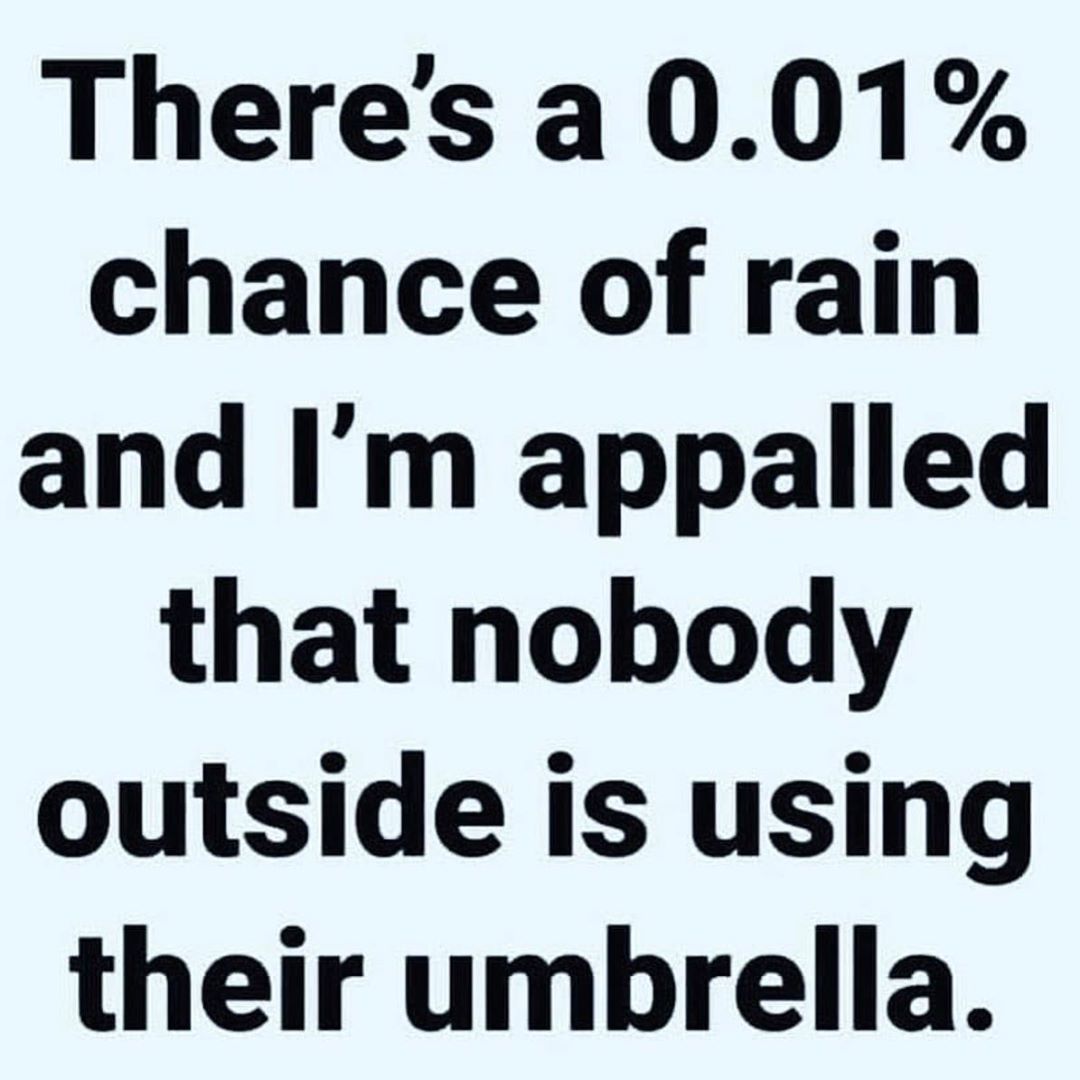 There’s a 0.01%
chance of rain
and I’m appalled
that nobody
outside is using
their umbrella.